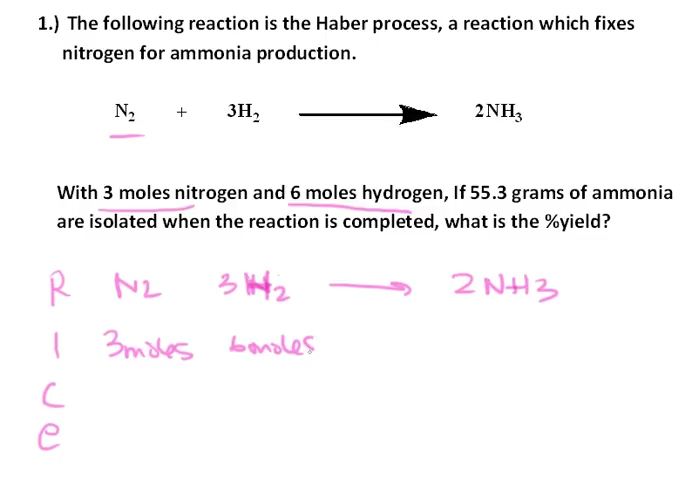 1.) The following reaction is the Haber process, a reaction which fixes
nitrogen for ammonia production.
N₂ + 3H₂ ⟶ 2NH₃
With 3 moles nitrogen and 6 moles hydrogen, If 55.3 grams of ammonia
are isolated when the reaction is completed, what is the %yield?
R N2 3H2 ⟶ 2NH3
I 3moles 6moles
C
e